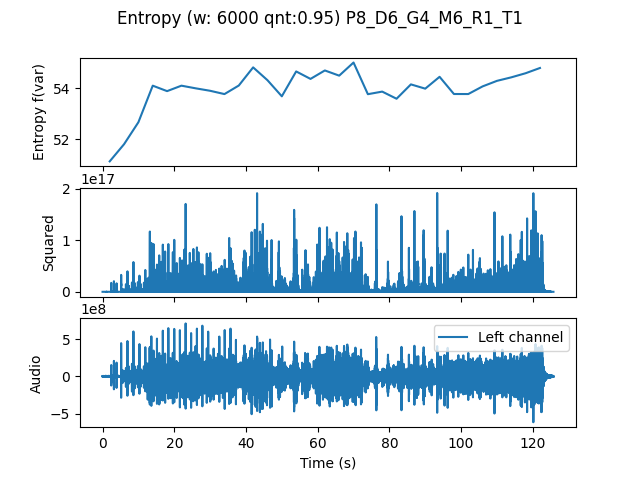 Entropy (w: 6000 qnt:0.95) P8_D6_G4_M6_R1_T1
Entropy f(var)
54
52
1e17
Squared
2
1
0
1e8
Audio
5
0
−5
Left channel
0 20 40 60 80 100 120
Time (s)